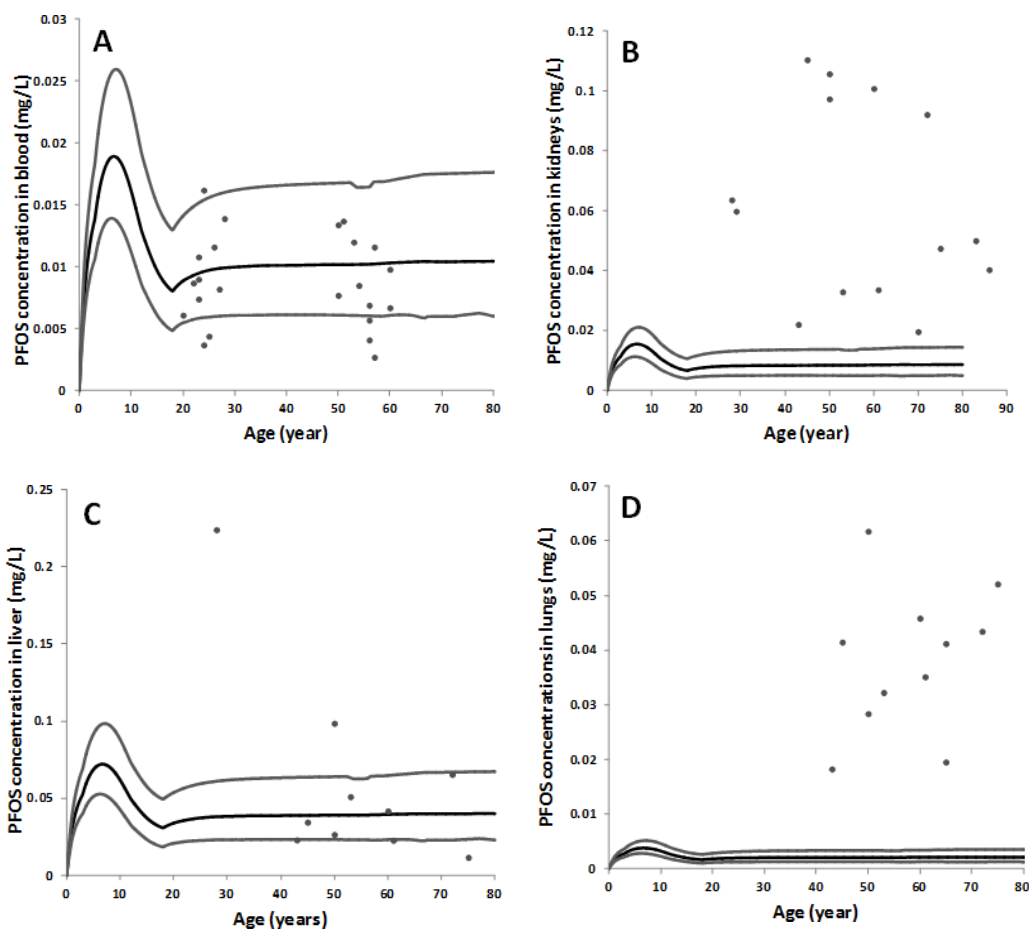 A
PFOS concentration in blood (mg/L)
0.03
0.025
0.02
0.015
0.01
0.005
0
0 10 20 30 40 50 60 70 80
Age (year)
B
PFOS concentration in kidneys (mg/L)
0.12
0.1
0.08
0.06
0.04
0.02
0
0 10 20 30 40 50 60 70 80 90
Age (year)
C
PFOS concentration in liver (mg/L)
0.25
0.2
0.15
0.1
0.05
0
0 10 20 30 40 50 60 70 80
Age (years)
D
PFOS concentrations in lungs (mg/L)
0.07
0.06
0.05
0.04
0.03
0.02
0.01
0
0 10 20 30 40 50 60 70 80
Age (year)